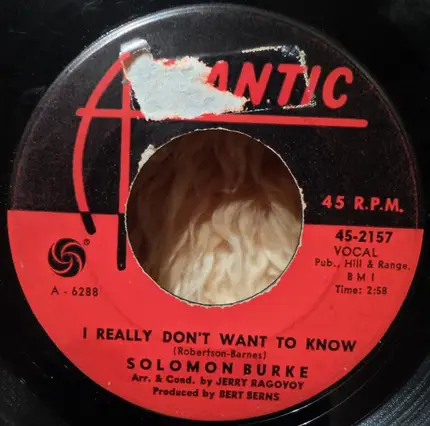 A ANTIC
45 R.P.M.
45-2157
VOCAL
Pub., Hill & Range
BMI
Time: 2:58
®
A - 6288
I REALLY DON'T WANT TO KNOW
(Robertson-Barnes)
SOLOMON BURKE
Arr. & Cond. by JERRY RAGOVOY
Produced by BERT BERNS